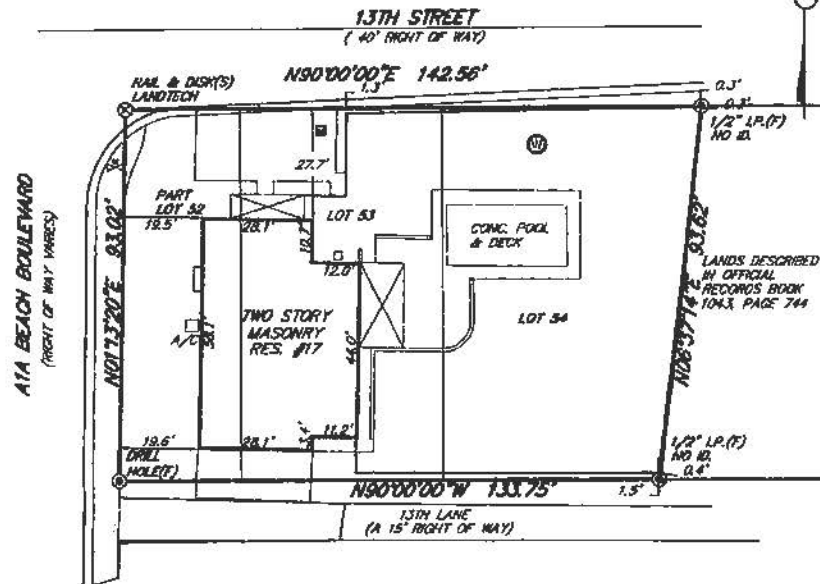 13TH STREET
( 40' RIGHT OF WAY)
N90°00'00"E 142.56'
NAIL & DISK(S)
LANDTECH
1.3'
0.3'
0.3'
1/2" I.P.(F)
NO ID.
27.7'
PART
LOT 52
19.5'
28.1'
LOT 53
10.7'
12.0'
CONC. POOL
& DECK
A1A BEACH BOULEVARD
(RIGHT OF WAY VARIES)
N01°13'20"E 93.02'
N06°37'14"E 93.62'
LANDS DESCRIBED
IN OFFICIAL
RECORDS BOOK
1043, PAGE 744
LOT 54
TWO STORY
MASONRY
RES. #17
A/C
44.0'
19.6'
28.1'
11.2'
DRILL
HOLE(F)
1/2" I.P.(F)
NO ID.
0.4'
1.5'
N90°00'00"W 133.75'
13TH LANE
(A 15' RIGHT OF WAY)